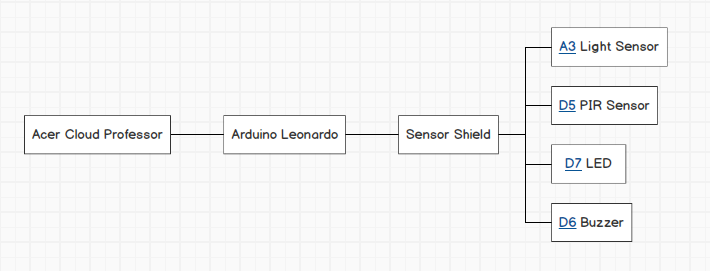 Acer Cloud Professor
Arduino Leonardo
Sensor Shield
A3 Light Sensor
D5 PIR Sensor
D7 LED
D6 Buzzer